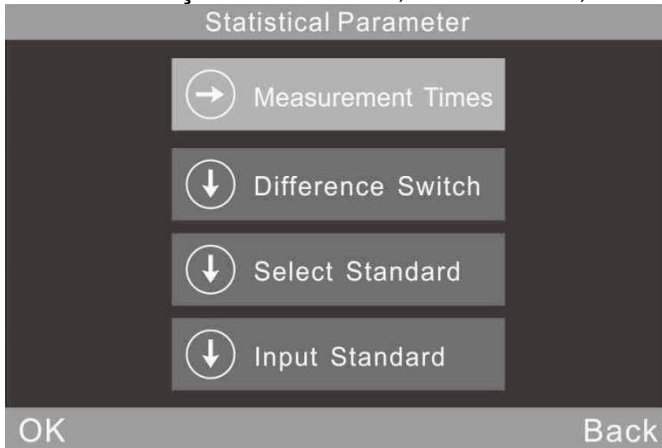 Statistical Parameter
Measurement Times
Difference Switch
Select Standard
Input Standard
OK
Back